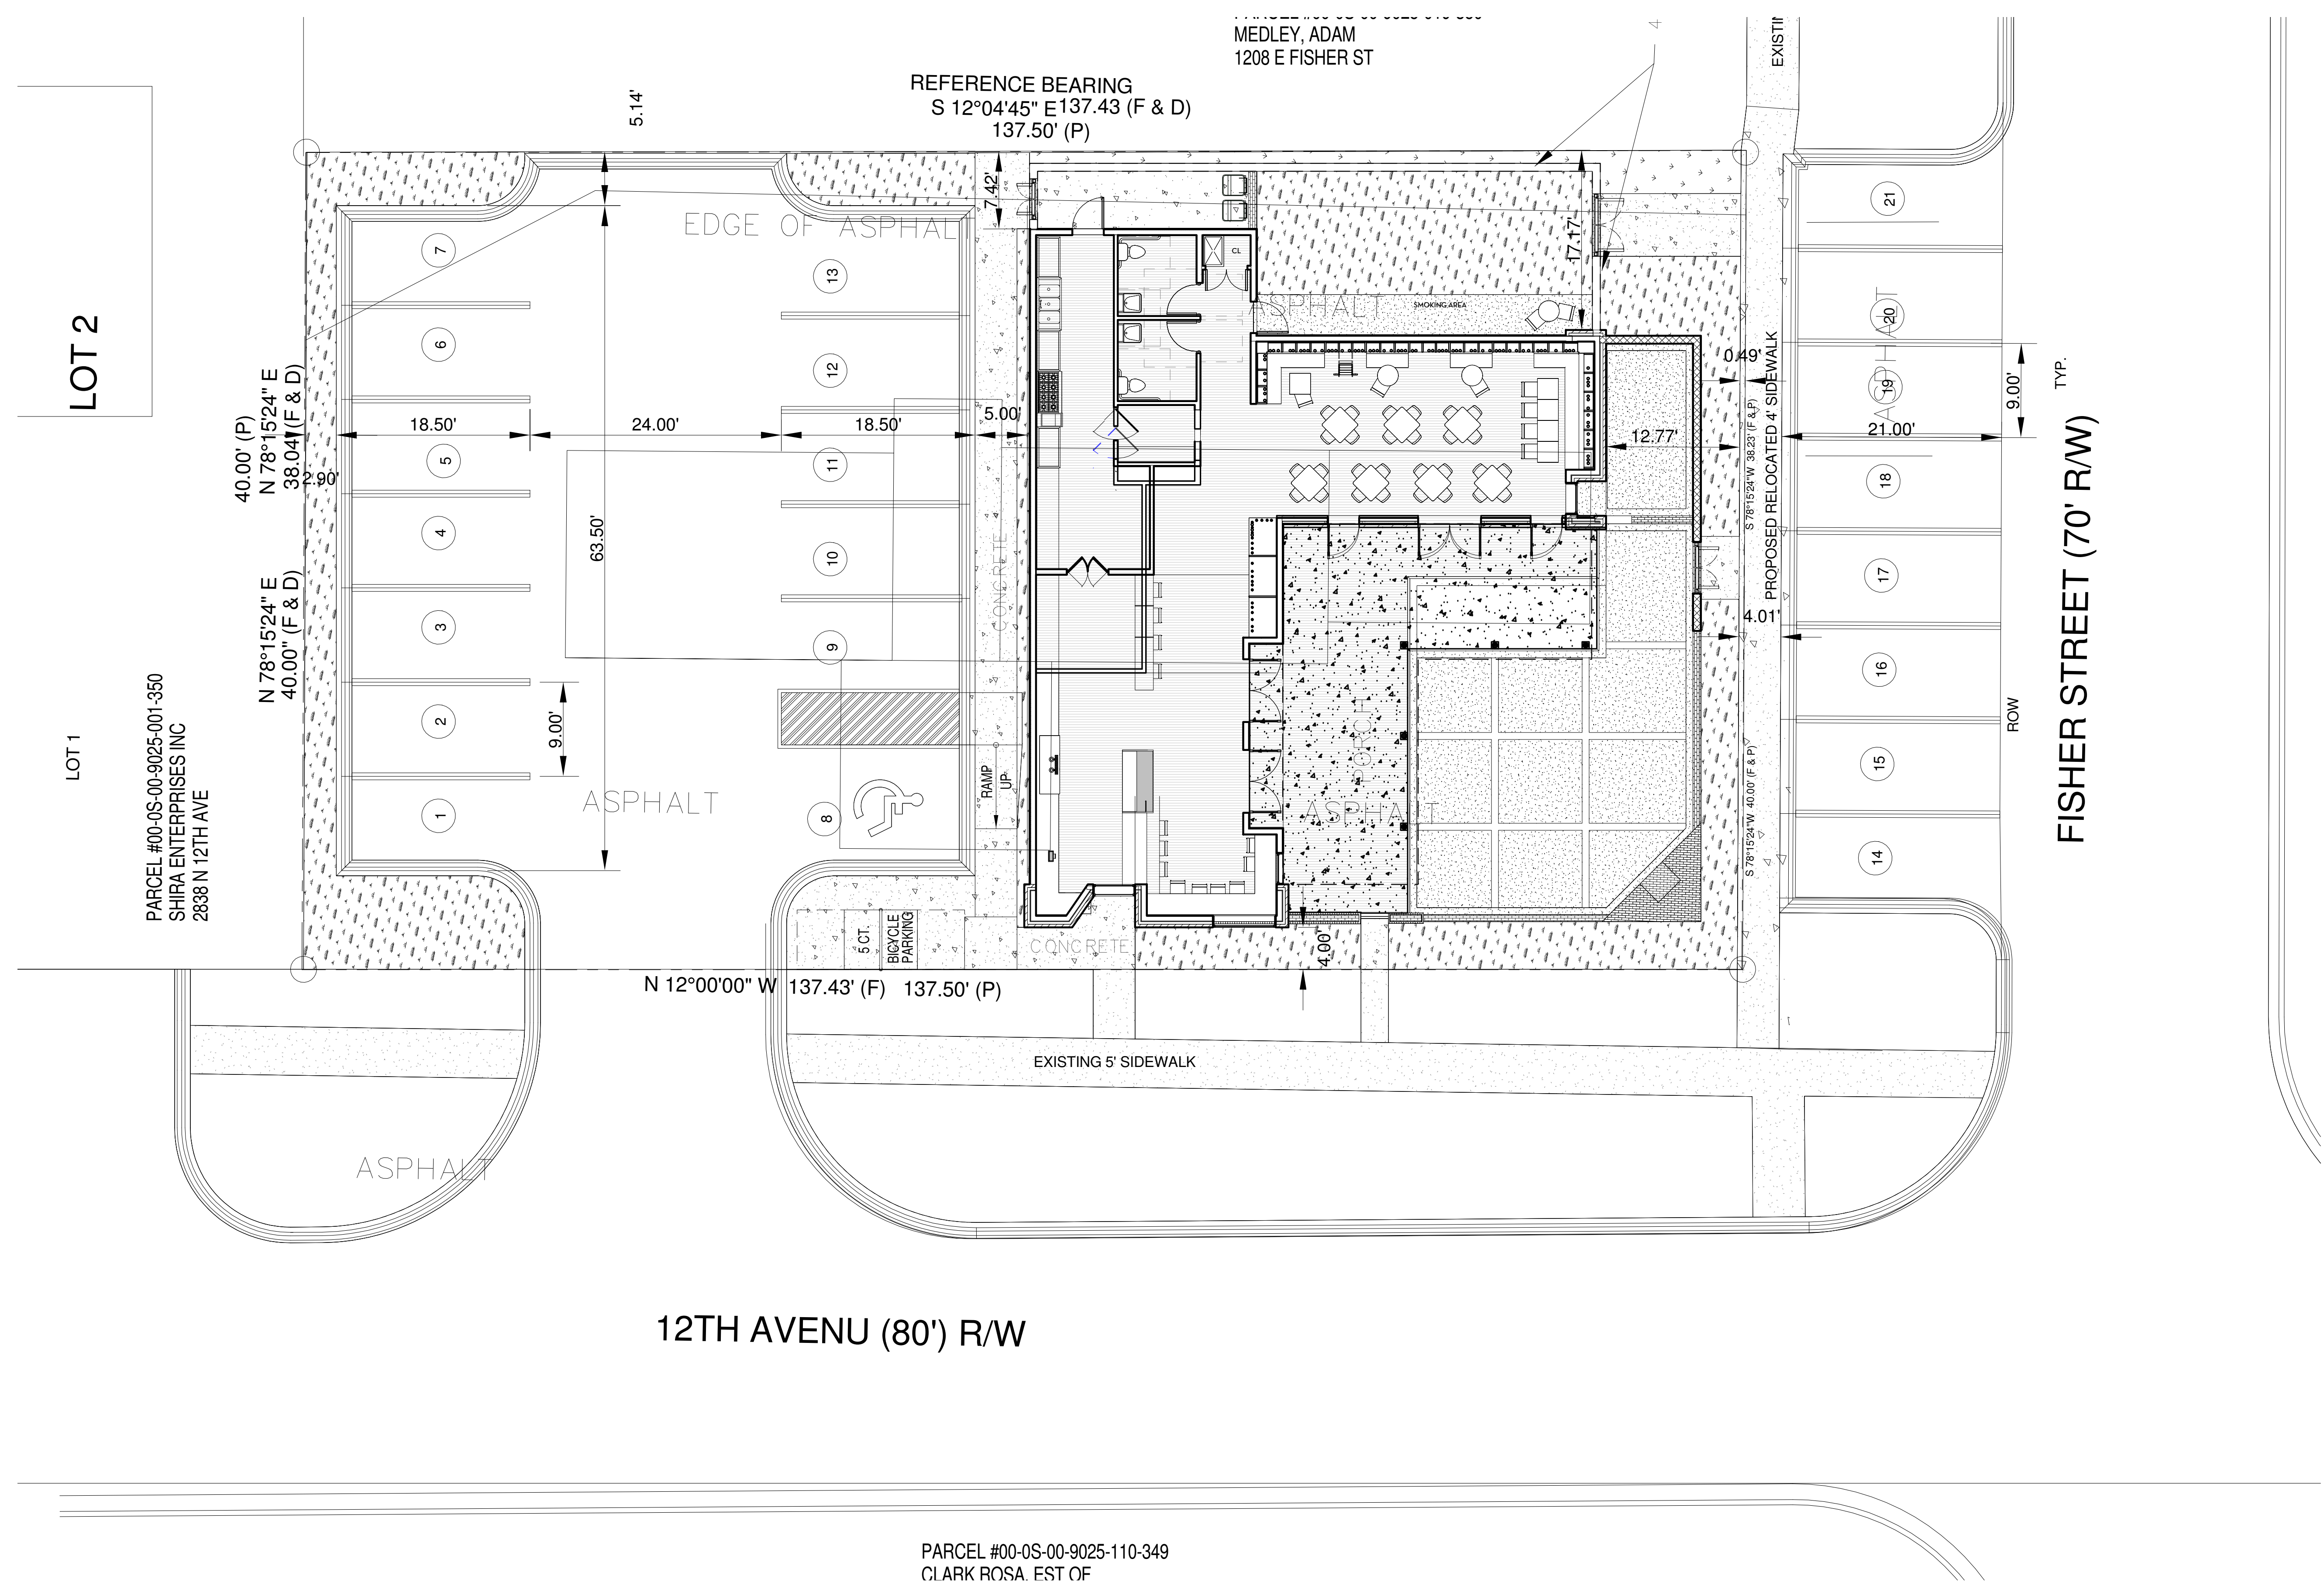 MEDLEY, ADAM
1208 E FISHER ST
REFERENCE BEARING
S 12°04'45" E 137.43 (F & D)
137.50' (P)
5.14'
EDGE OF ASPHAL
7.42'
17.17'
CL
SMOKING AREA
ASPHALT
LOT 2
LOT 1
PARCEL #00-0S-00-9025-001-350
SHIRA ENTERPRISES INC
2838 N 12TH AVE
40.00' (P)
N 78°15'24" E
38.04' (F & D)
2.90'
N 78°15'24" E
40.00" (F & D)
7
6
5
4
3
2
1
18.50'
24.00'
18.50'
5.00'
63.50'
9.00'
13
12
11
10
9
8
ASPHALT
CONCRETE
RAMP
UP
5 CT.
BICYCLE
PARKING
CONCRETE
PORCH
ASPHALT
4.00'
12.77'
0.49'
4.01'
S 78°15'24"W 38.23' (F & P)
S 78°15'24"W 40.00' (F & P)
PROPOSED RELOCATED 4' SIDEWALK
EXISTIN
21
20
19
18
17
16
15
14
ASPHALT
21.00'
9.00'
TYP.
ROW
FISHER STREET (70' R/W)
N 12°00'00" W 137.43' (F) 137.50' (P)
EXISTING 5' SIDEWALK
ASPHALT
12TH AVENU (80') R/W
PARCEL #00-0S-00-9025-110-349
CLARK ROSA, EST OF